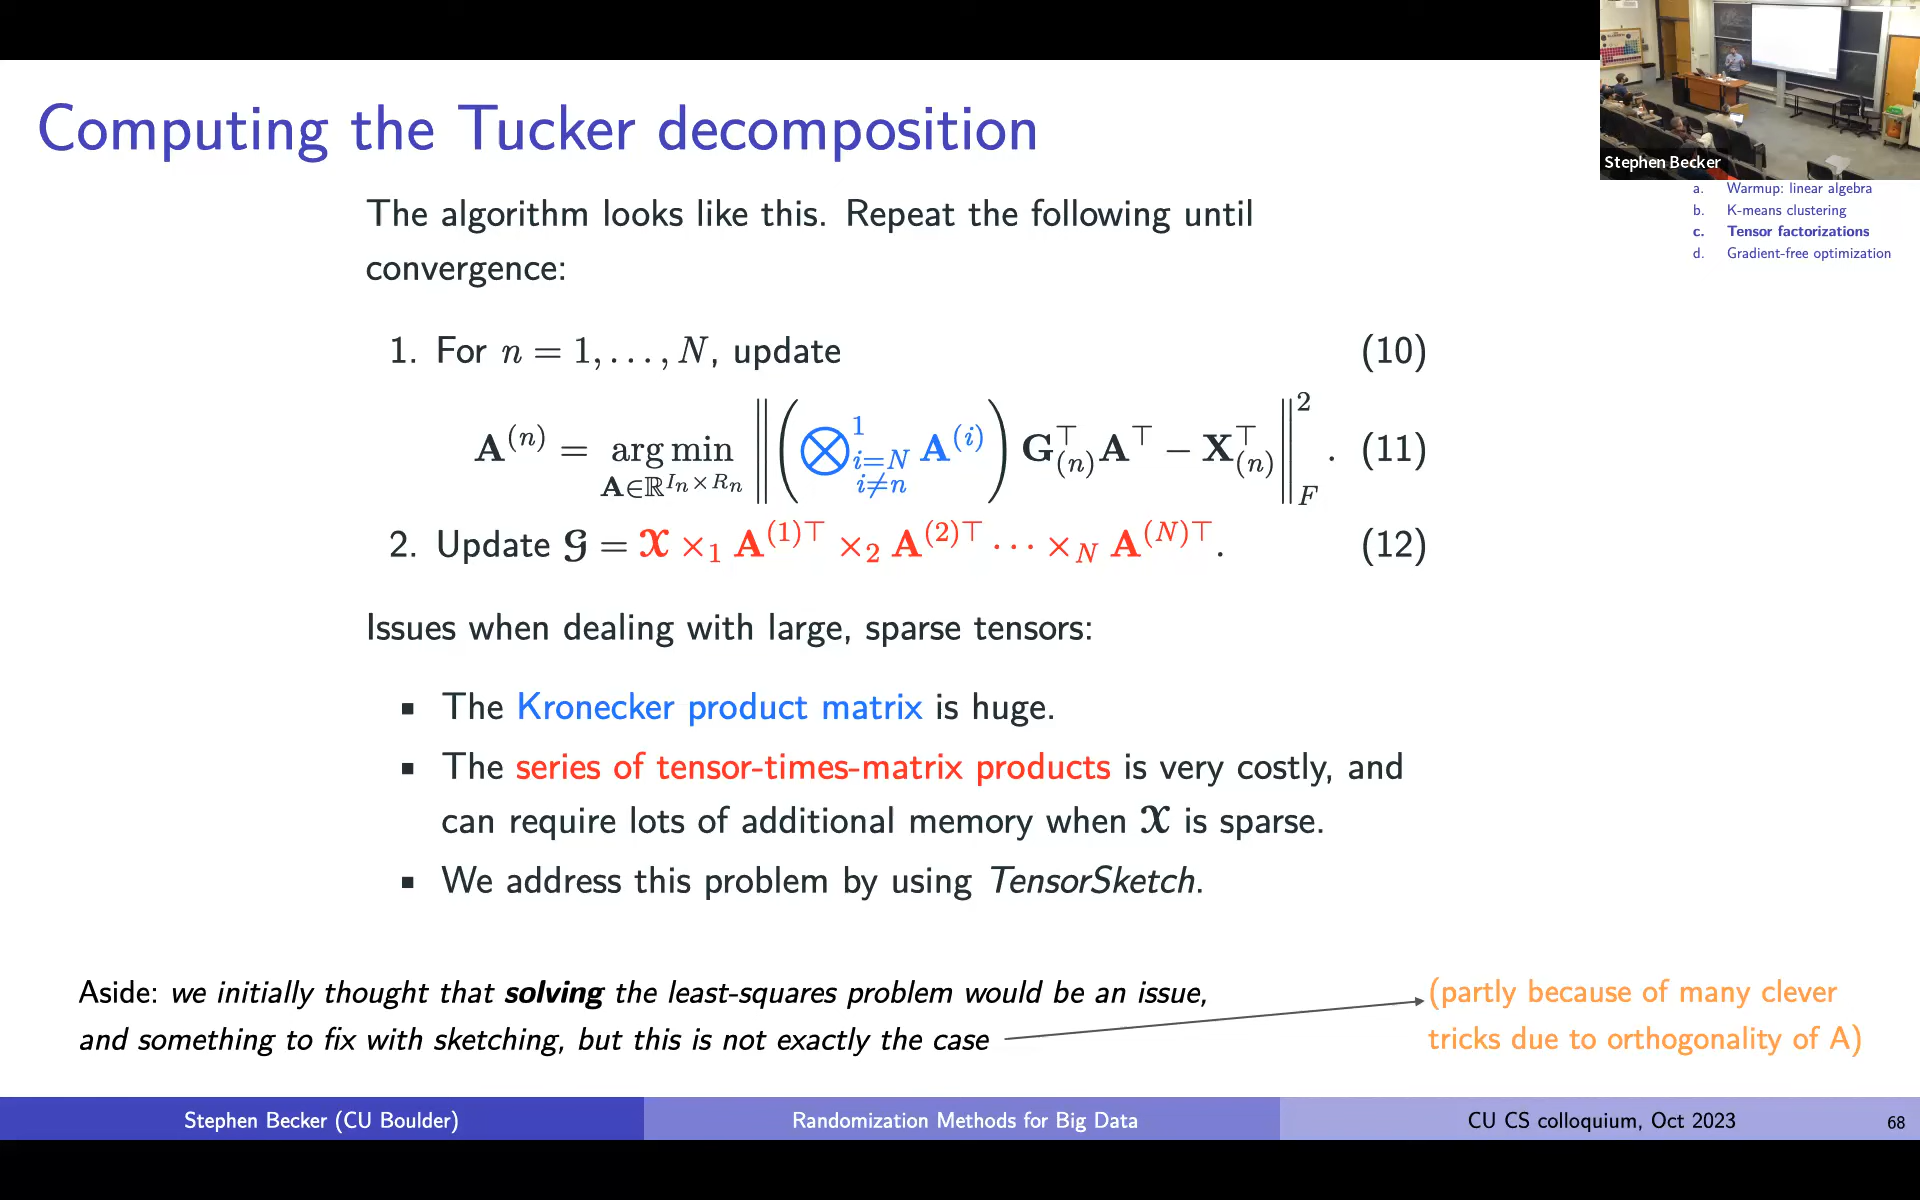 Computing the Tucker decomposition
Stephen Becker
a. Warmup: linear algebra
b. K-means clustering
c. Tensor factorizations
d. Gradient-free optimization
The algorithm looks like this. Repeat the following until
convergence:
1. For n = 1, . . . , N, update (10)
A^(n) = arg min_{A∈ℝ^{I_n×R_n}} ‖(⨂_{i=N, i≠n}^{1} A^(i)) G_(n)^⊤ A^⊤ − X_(n)^⊤‖_F^2 . (11)
2. Update 𝓖 = 𝓧 ×_1 A^(1)⊤ ×_2 A^(2)⊤ · · · ×_N A^(N)⊤. (12)
Issues when dealing with large, sparse tensors:
▪ The Kronecker product matrix is huge.
▪ The series of tensor-times-matrix products is very costly, and
can require lots of additional memory when 𝓧 is sparse.
▪ We address this problem by using TensorSketch.
Aside: we initially thought that solving the least-squares problem would be an issue,
and something to fix with sketching, but this is not exactly the case
(partly because of many clever
tricks due to orthogonality of A)
Stephen Becker (CU Boulder) Randomization Methods for Big Data CU CS colloquium, Oct 2023 68